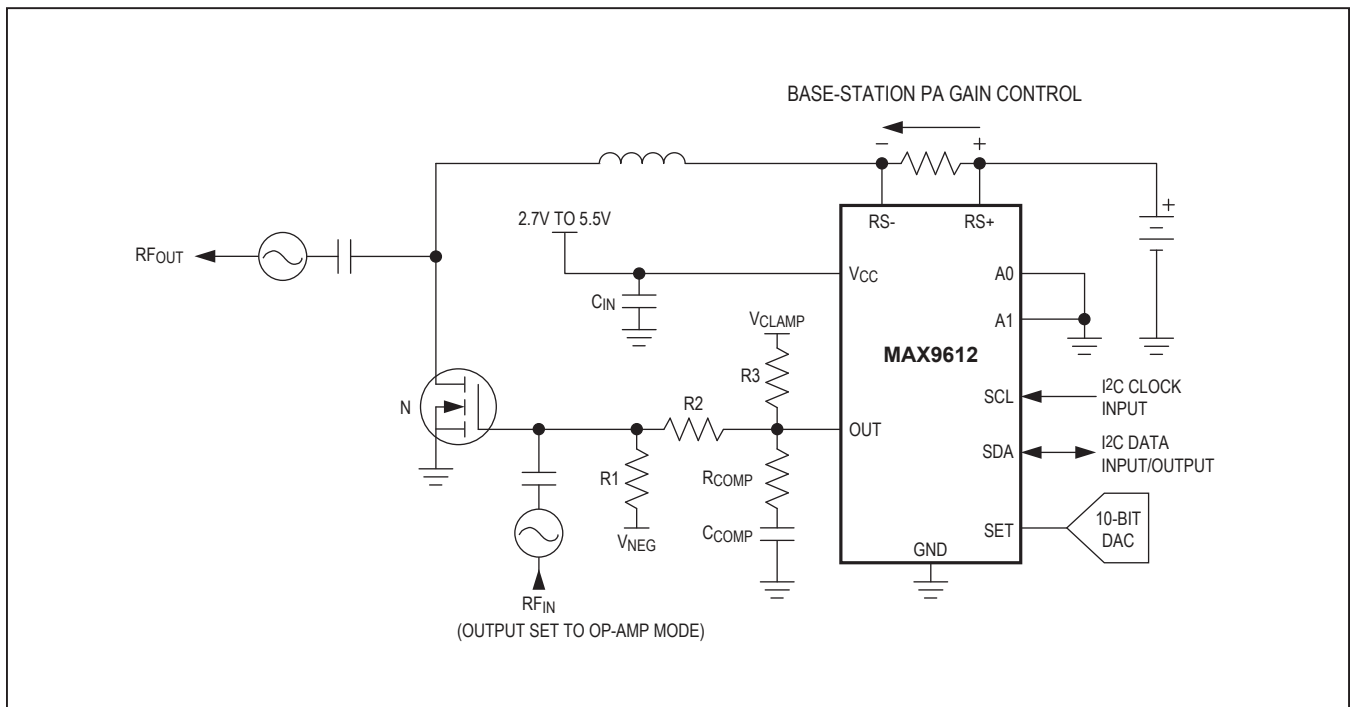 BASE-STATION PA GAIN CONTROL
- +
RS- RS+
2.7V TO 5.5V
+
RFOUT
VCC
A0
CIN
A1
VCLAMP
MAX9612
R3
SCL
I2C CLOCK
INPUT
N
R2
OUT
SDA
I2C DATA
INPUT/OUTPUT
R1
RCOMP
VNEG
CCOMP
SET
10-BIT
DAC
GND
RFIN
(OUTPUT SET TO OP-AMP MODE)